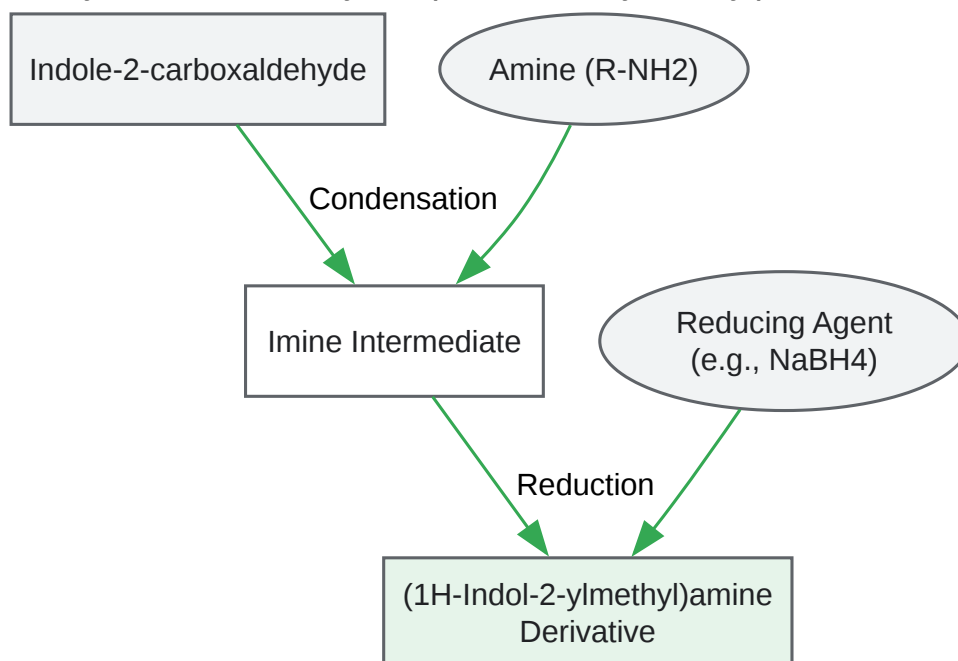 Indole-2-carboxaldehyde
Amine (R-NH2)
Condensation
Imine Intermediate
Reducing Agent
(e.g., NaBH4)
Reduction
(1H-Indol-2-ylmethyl)amine
Derivative